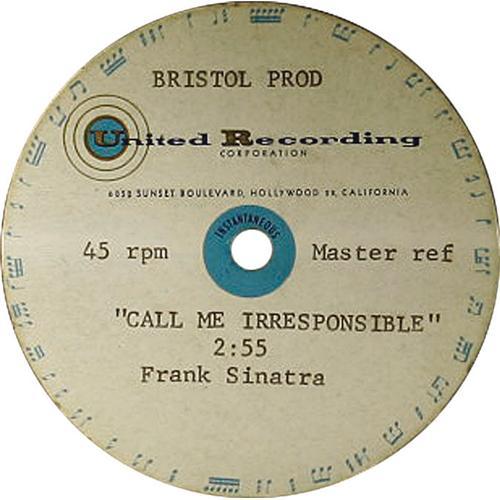 BRISTOL PROD
United Recording
CORPORATION
6050 SUNSET BOULEVARD, HOLLYWOOD 28, CALIFORNIA
INSTANTANEOUS
45 rpm
Master ref
"CALL ME IRRESPONSIBLE"
2:55
Frank Sinatra